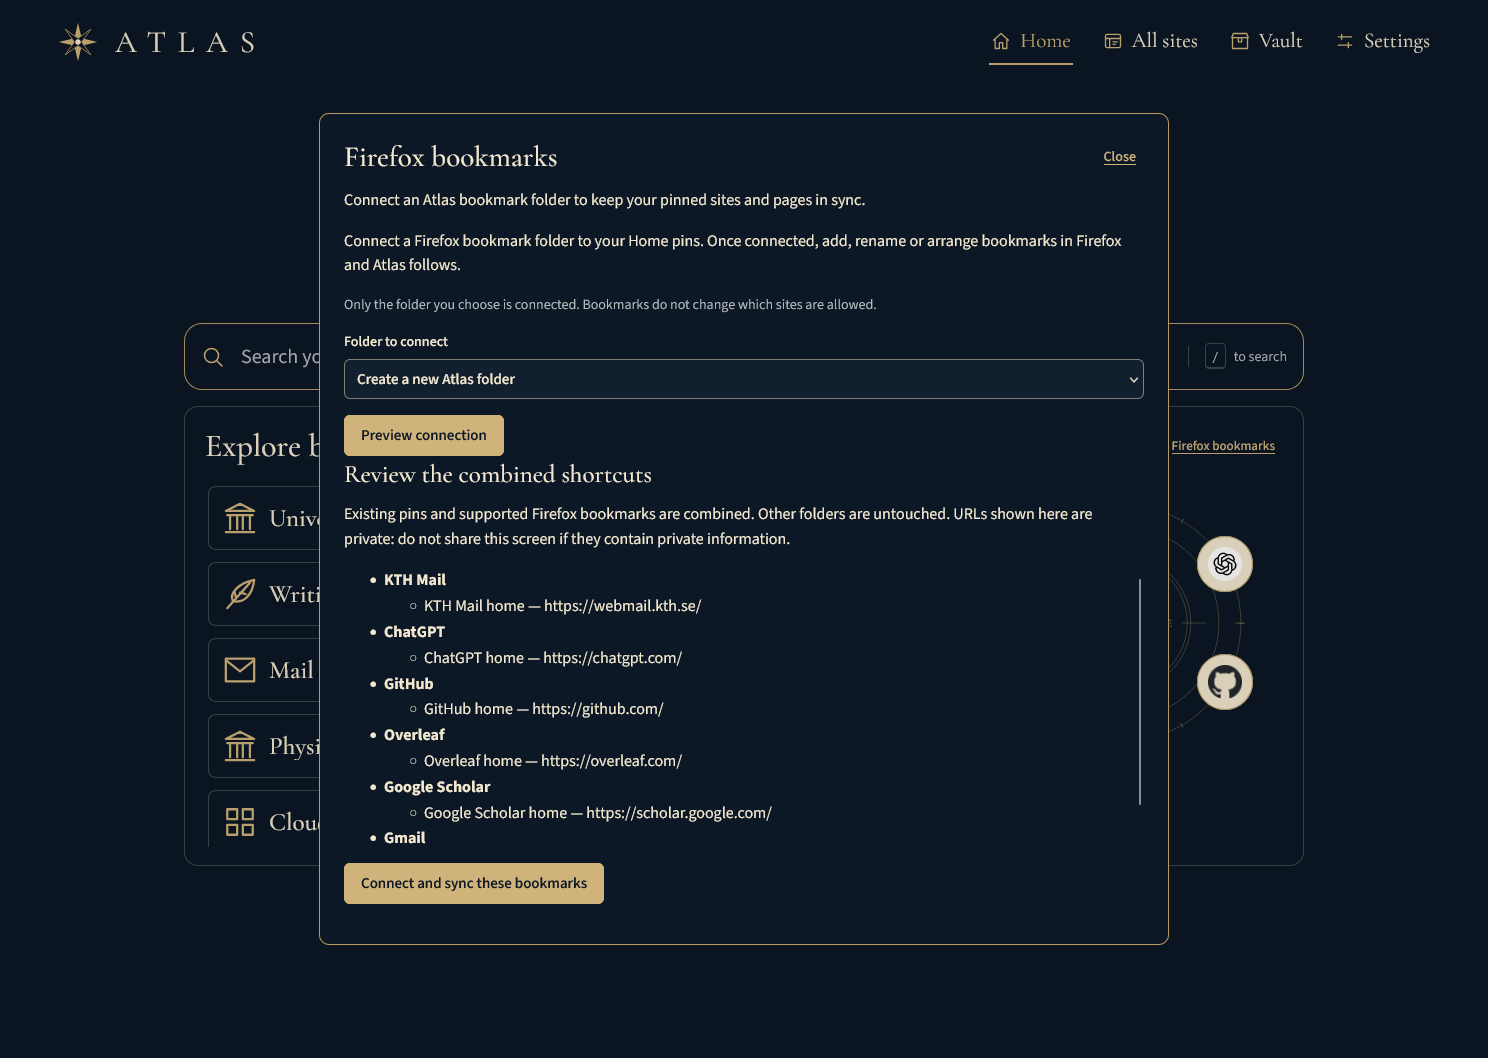 ATLAS
Home
All sites
Vault
Settings
Firefox bookmarks
Close
Connect an Atlas bookmark folder to keep your pinned sites and pages in sync.
Connect a Firefox bookmark folder to your Home pins. Once connected, add, rename or arrange bookmarks in Firefox
and Atlas follows.
Only the folder you choose is connected. Bookmarks do not change which sites are allowed.
Folder to connect
Create a new Atlas folder
Preview connection
Review the combined shortcuts
Existing pins and supported Firefox bookmarks are combined. Other folders are untouched. URLs shown here are
private: do not share this screen if they contain private information.
• KTH Mail
○ KTH Mail home — https://webmail.kth.se/
• ChatGPT
○ ChatGPT home — https://chatgpt.com/
• GitHub
○ GitHub home — https://github.com/
• Overleaf
○ Overleaf home — https://overleaf.com/
• Google Scholar
○ Google Scholar home — https://scholar.google.com/
• Gmail
Connect and sync these bookmarks
Search
/ to search
Explore
Firefox bookmarks
Mail